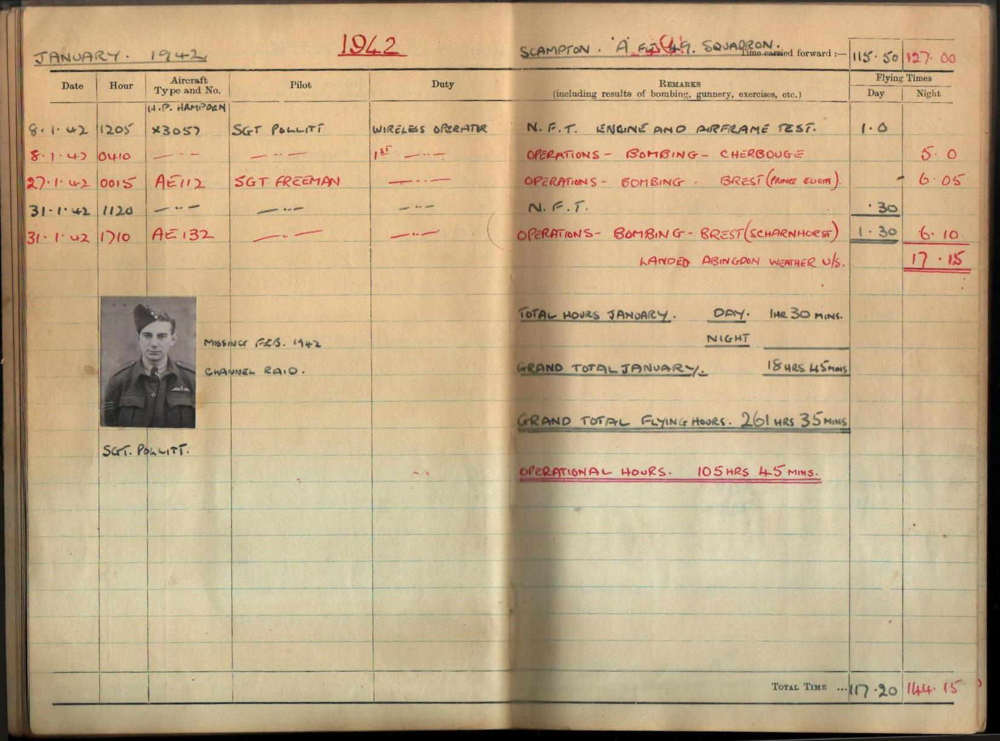 JANUARY. 1942 1942 SCAMPTON. 'A' FLT 49. SQUADRON. Time carried forward :— 115.50 127.00
Date Hour Aircraft Type and No. Pilot Duty REMARKS (including results of bombing, gunnery, exercises, etc.) Flying Times Day Night
H.P. HAMPDEN
8.1.42 1205 X3057 SGT POLLITT WIRELESS OPERATOR N.F.T. ENGINE AND AIRFRAME TEST. 1.0
8.1.42 0410 — " — — " — 1ST — " — OPERATIONS - BOMBING - CHERBOUGE 5.0
27.1.42 0015 AE112 SGT FREEMAN — " — OPERATIONS - BOMBING - BREST (PRINCE EUGIN). - 6.05
31.1.42 1120 — " — — " — — " — N.F.T. .30
31.1.42 1710 AE132 — " — — " — OPERATIONS - BOMBING - BREST (SCHARNHORST) 1.30 6.10
LANDED ABINGDON WEATHER U/S. 17.15
TOTAL HOURS JANUARY. DAY. 1HR 30 MINS.
MISSING FEB. 1942 NIGHT
CHANNEL RAID. GRAND TOTAL JANUARY. 18 HRS 45 MINS
GRAND TOTAL FLYING HOURS. 261 HRS 35 MINS
SGT. POLLITT.
OPERATIONAL HOURS. 105 HRS 45 MINS.
TOTAL TIME ... 117.20 144.15